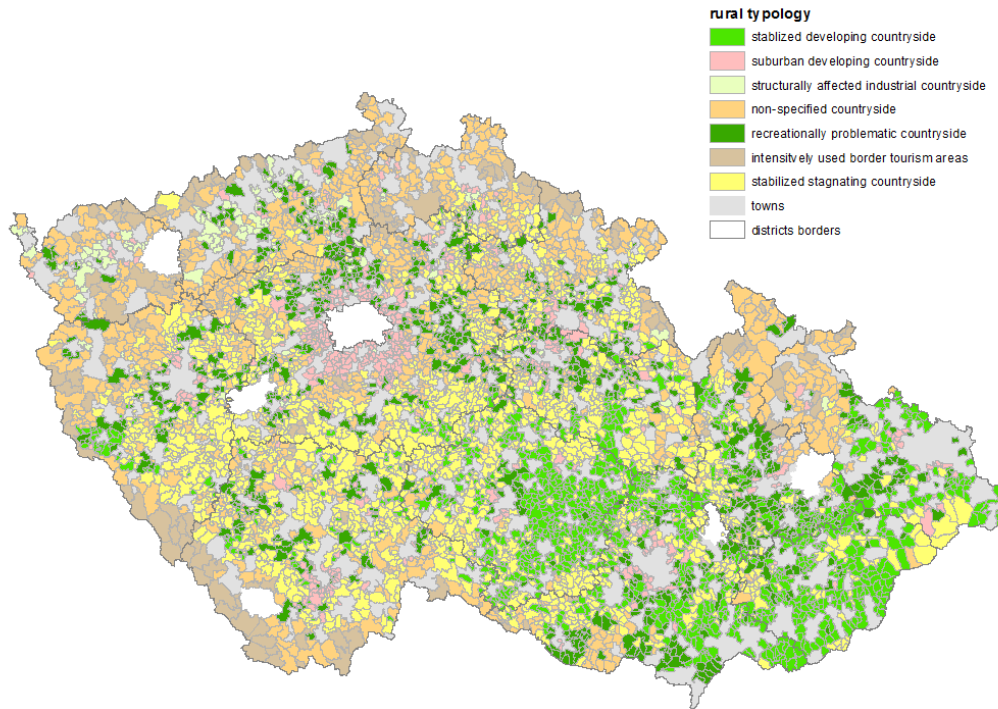 rural typology
stablized developing countryside
suburban developing countryside
structurally affected industrial countryside
non-specified countryside
recreationally problematic countryside
intensitvely used border tourism areas
stabilized stagnating countryside
towns
districts borders